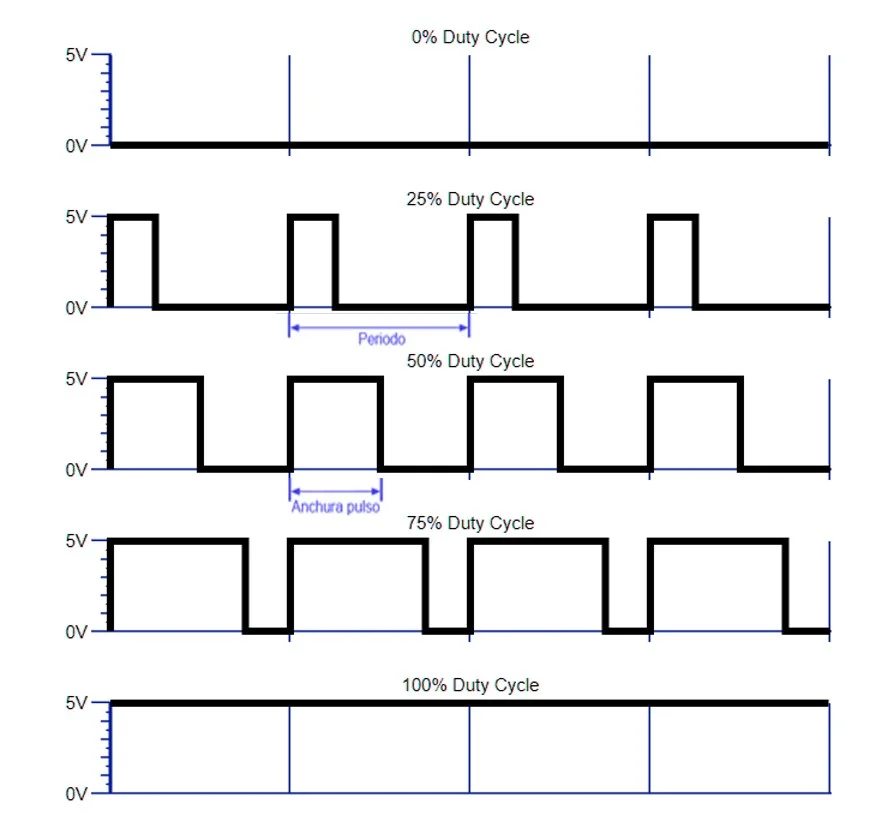 0% Duty Cycle
5V
0V
25% Duty Cycle
5V
0V
Periodo
50% Duty Cycle
5V
0V
Anchura pulso
75% Duty Cycle
5V
0V
100% Duty Cycle
5V
0V